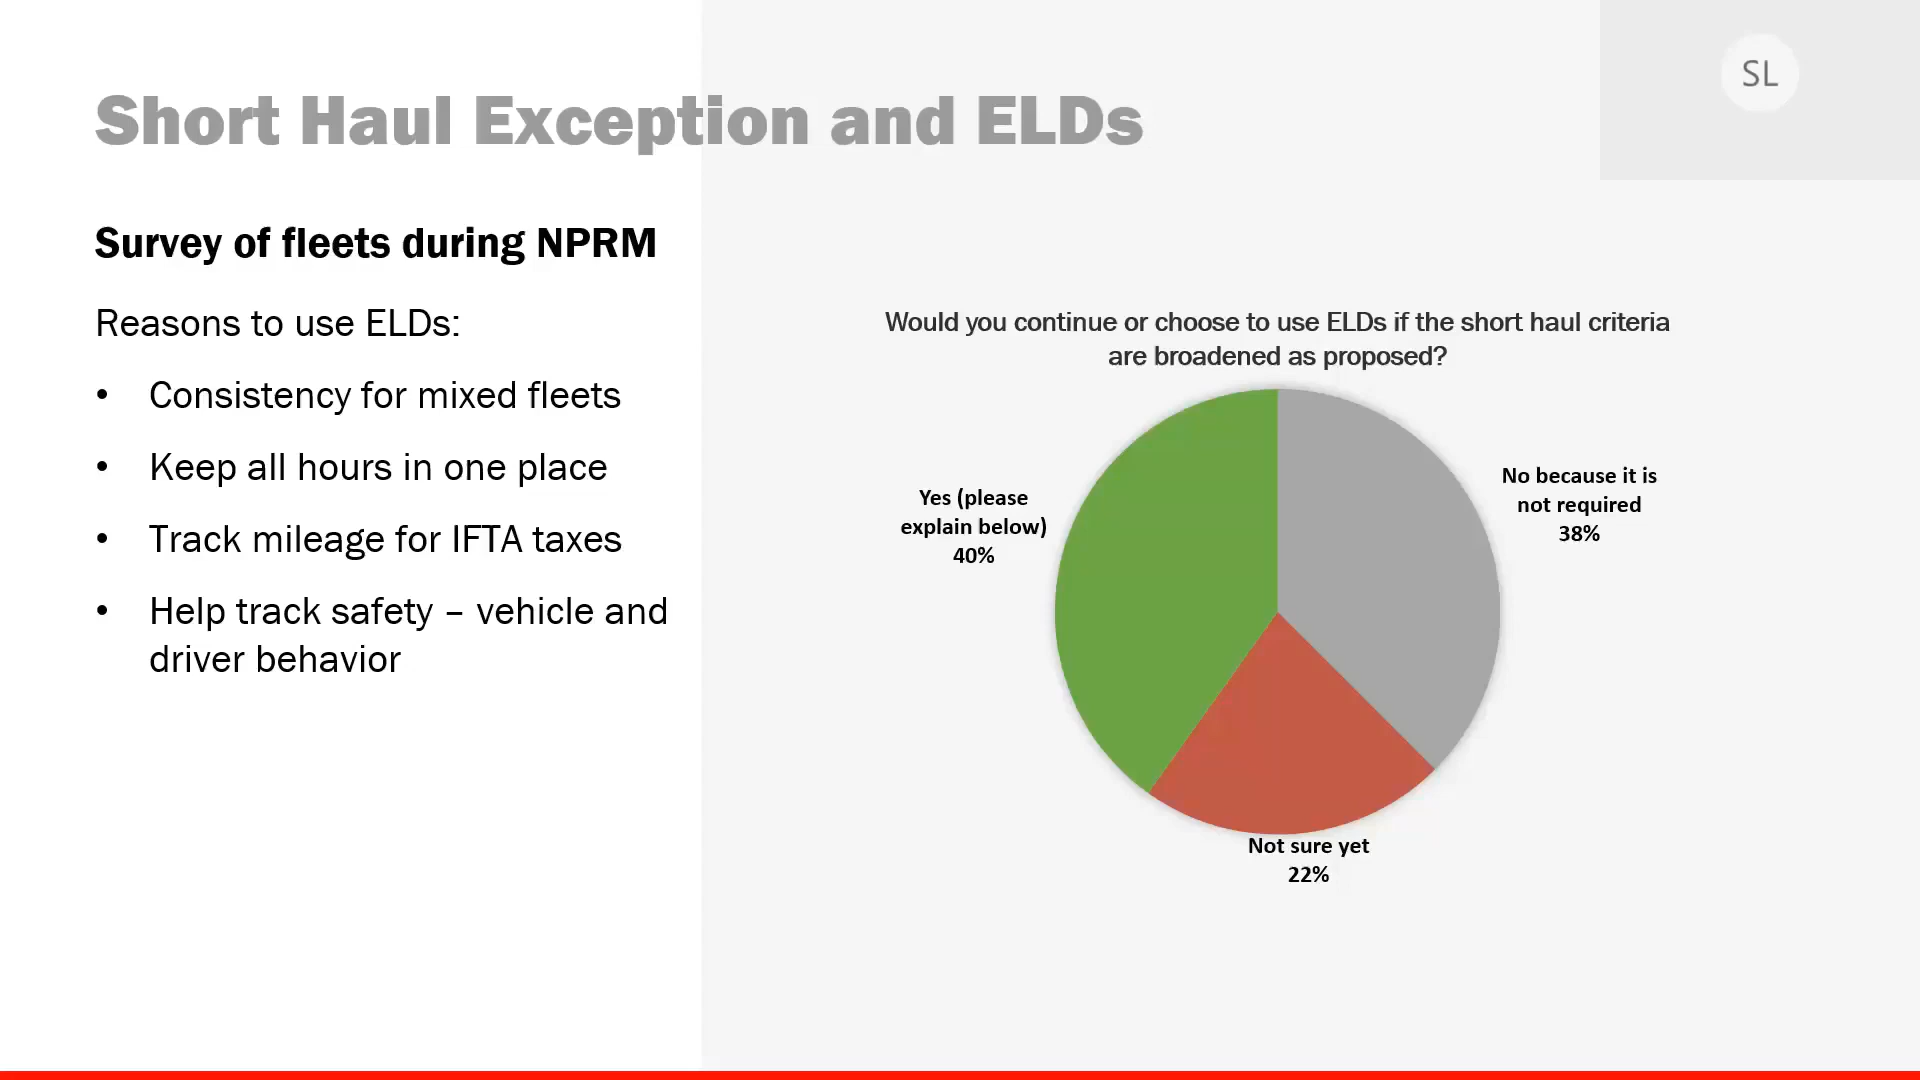 SL
Short Haul Exception and ELDs
Survey of fleets during NPRM
Reasons to use ELDs:
• Consistency for mixed fleets
• Keep all hours in one place
• Track mileage for IFTA taxes
• Help track safety – vehicle and
driver behavior
Would you continue or choose to use ELDs if the short haul criteria
are broadened as proposed?
Yes (please
explain below)
40%
No because it is
not required
38%
Not sure yet
22%